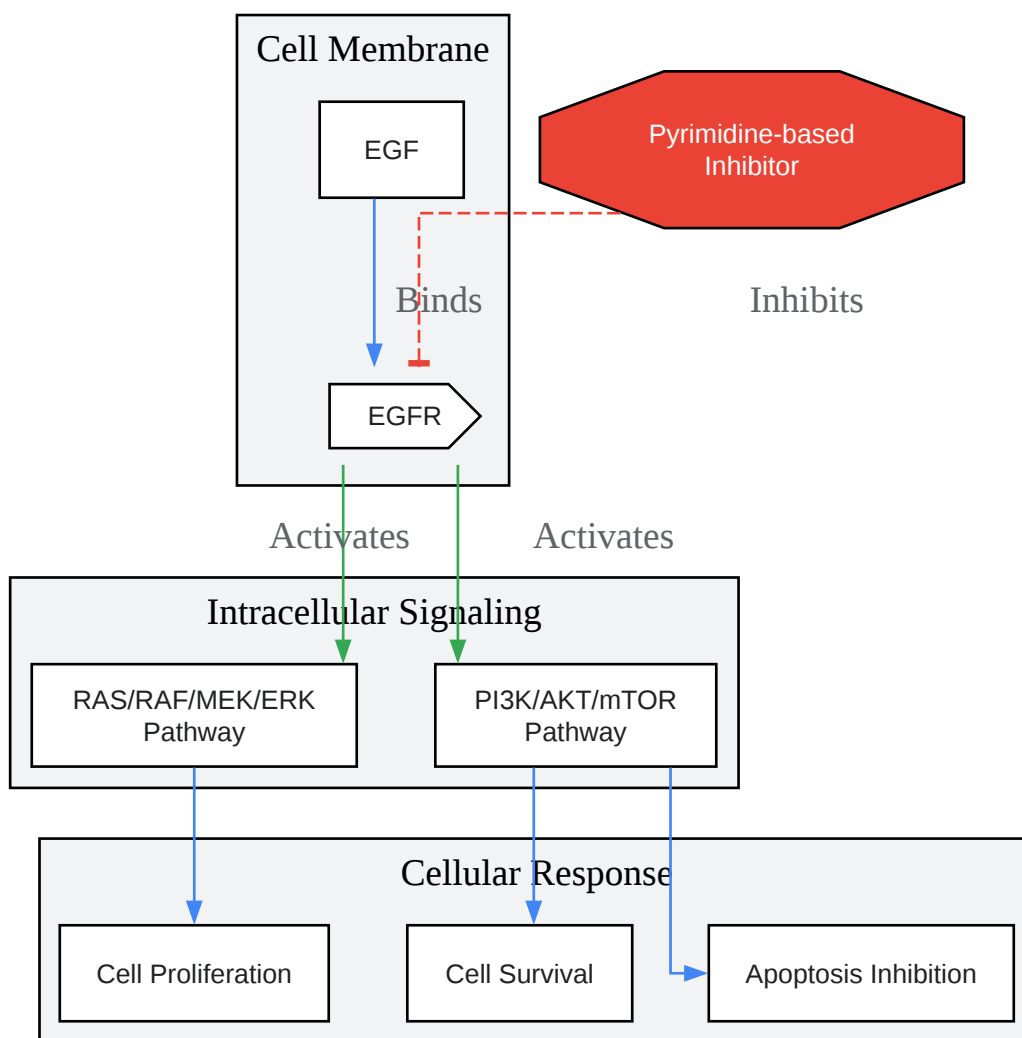 Cell Membrane
EGF
Pyrimidine-based
Inhibitor
Binds
Inhibits
EGFR
Activates
Activates
Intracellular Signaling
RAS/RAF/MEK/ERK
Pathway
PI3K/AKT/mTOR
Pathway
Cellular Response
Cell Proliferation
Cell Survival
Apoptosis Inhibition